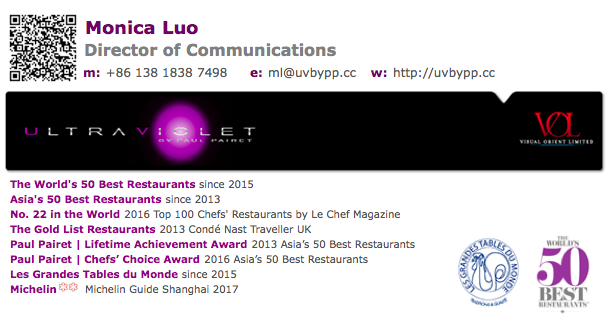 Monica Luo
Director of Communications
m: +86 138 1838 7498 e: ml@uvbypp.cc w: http://uvbypp.cc
ULTRAVIOLET
BY PAUL PAIRET
VOL
VISUAL ORIENT LIMITED
The World's 50 Best Restaurants since 2015
Asia's 50 Best Restaurants since 2013
No. 22 in the World 2016 Top 100 Chefs' Restaurants by Le Chef Magazine
The Gold List Restaurants 2013 Condé Nast Traveller UK
Paul Pairet | Lifetime Achievement Award 2013 Asia's 50 Best Restaurants
Paul Pairet | Chefs' Choice Award 2016 Asia's 50 Best Restaurants
Les Grandes Tables du Monde since 2015
Michelin Michelin Guide Shanghai 2017
LES GRANDES TABLES DU MONDE
TRADITIONS & QUALITÉ
THE WORLD'S
50
BEST
RESTAURANTS